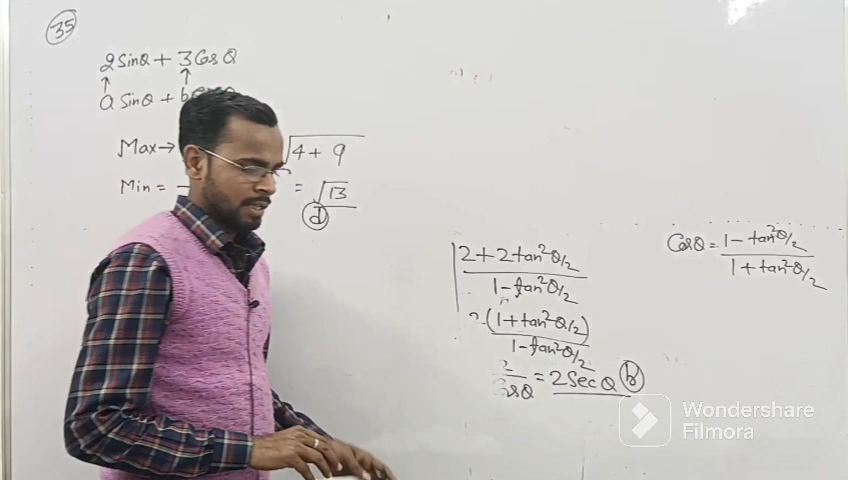 35
2 Sinθ + 3 Cosθ
a Sinθ + b
Max → √4 + 9
Min = − = √13
d
2 + 2 tan²θ/2
1 − tan²θ/2
2 (1 + tan²θ/2)
1 − tan²θ/2
2
Cosθ = 2 Sec θ b
Cosθ = 1 − tan²θ/2
1 + tan²θ/2
Wondershare
Filmora